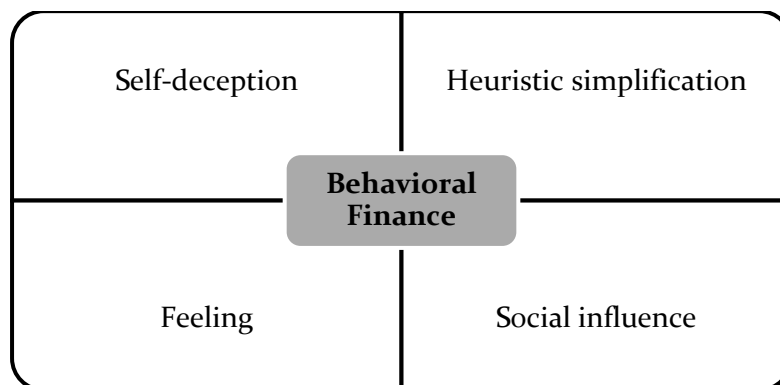 Self-deception
Heuristic simplification
Behavioral
Finance
Feeling
Social influence